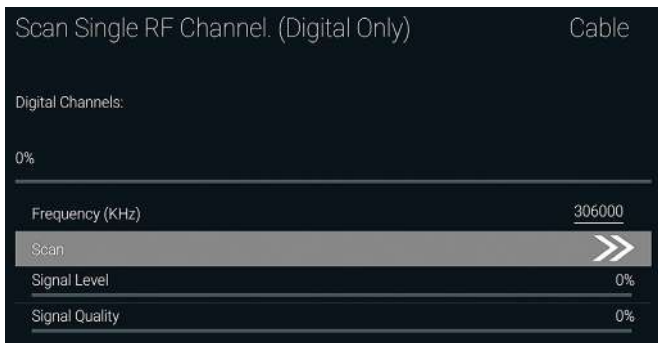 Scan Single RF Channel. (Digital Only) Cable
Digital Channels:
0%
Frequency (KHz) 306000
Scan
Signal Level 0%
Signal Quality 0%